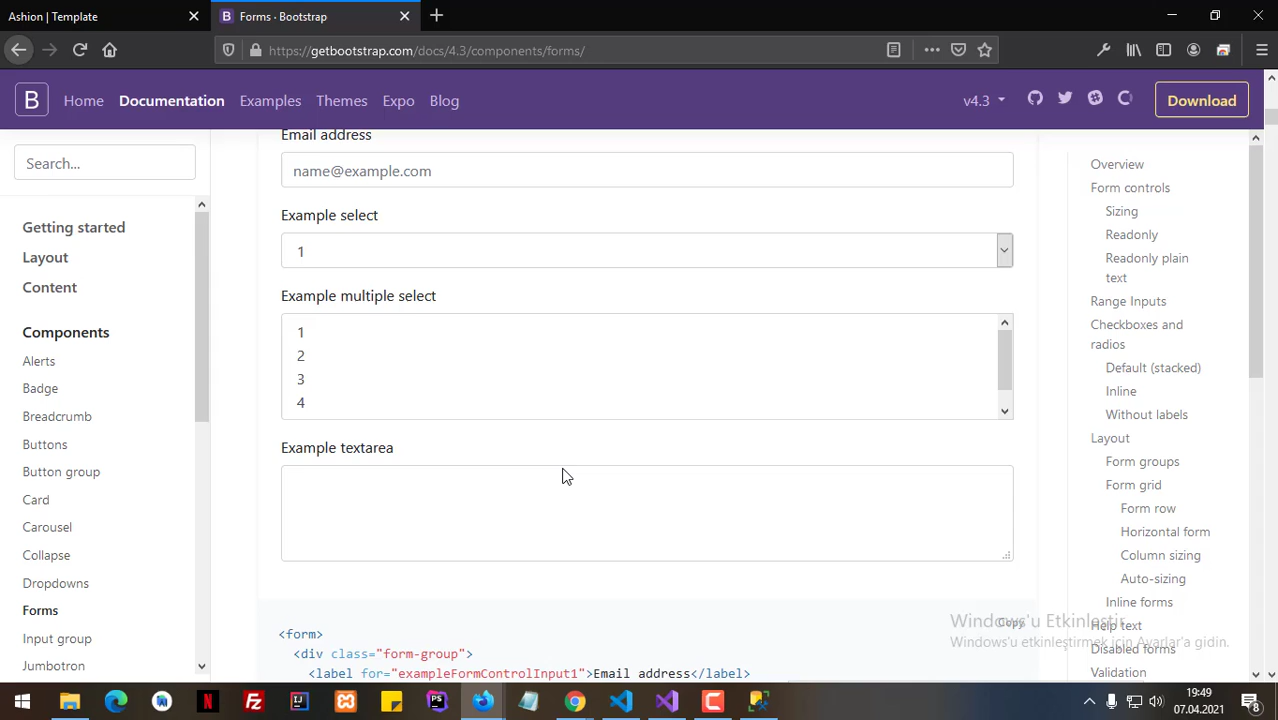 Ashion | Template
B Forms · Bootstrap
https://getbootstrap.com/docs/4.3/components/forms/
B Home Documentation Examples Themes Expo Blog v4.3 Download
Search...
Getting started
Layout
Content
Components
Alerts
Badge
Breadcrumb
Buttons
Button group
Card
Carousel
Collapse
Dropdowns
Forms
Input group
Jumbotron
Email address
name@example.com
Example select
1
Example multiple select
1
2
3
4
Example textarea
Copy
<form>
<div class="form-group">
<label for="exampleFormControlInput1">Email address</label>
Overview
Form controls
Sizing
Readonly
Readonly plain
text
Range Inputs
Checkboxes and
radios
Default (stacked)
Inline
Without labels
Layout
Form groups
Form grid
Form row
Horizontal form
Column sizing
Auto-sizing
Inline forms
Help text
Disabled forms
Validation
Windows'u Etkinleştir
Windows'u etkinleştirmek için Ayarlar'a gidin.
N Fz IJ PS
19:49
07.04.2021
8